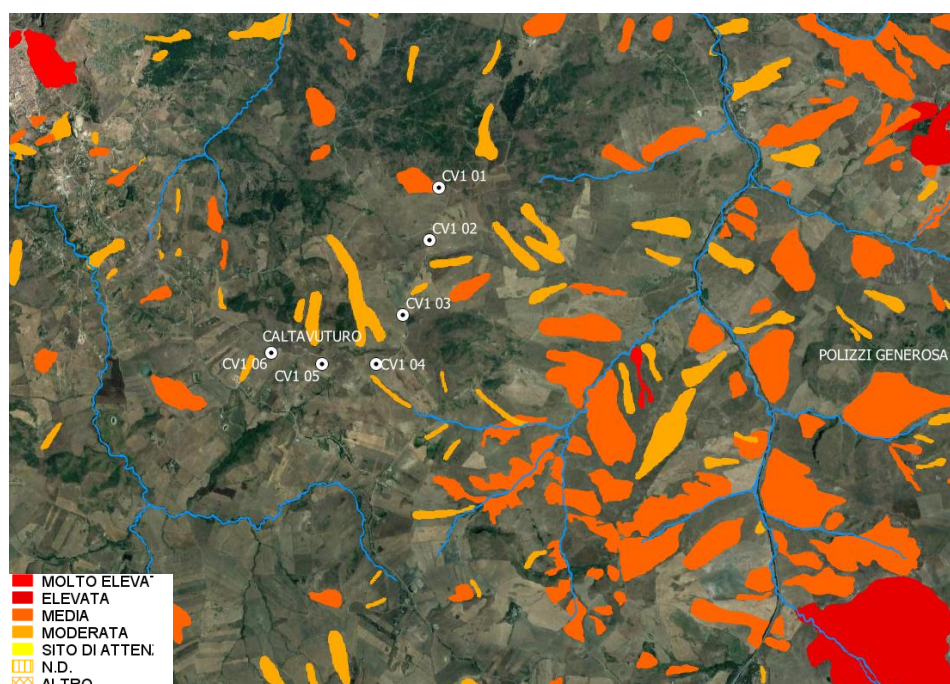 CV1 01
CV1 02
CV1 03
CALTAVUTURO
CV1 06
CV1 05
CV1 04
POLIZZI GENEROSA
MOLTO ELEVAT
ELEVATA
MEDIA
MODERATA
SITO DI ATTENZ
N.D.
ALTRO